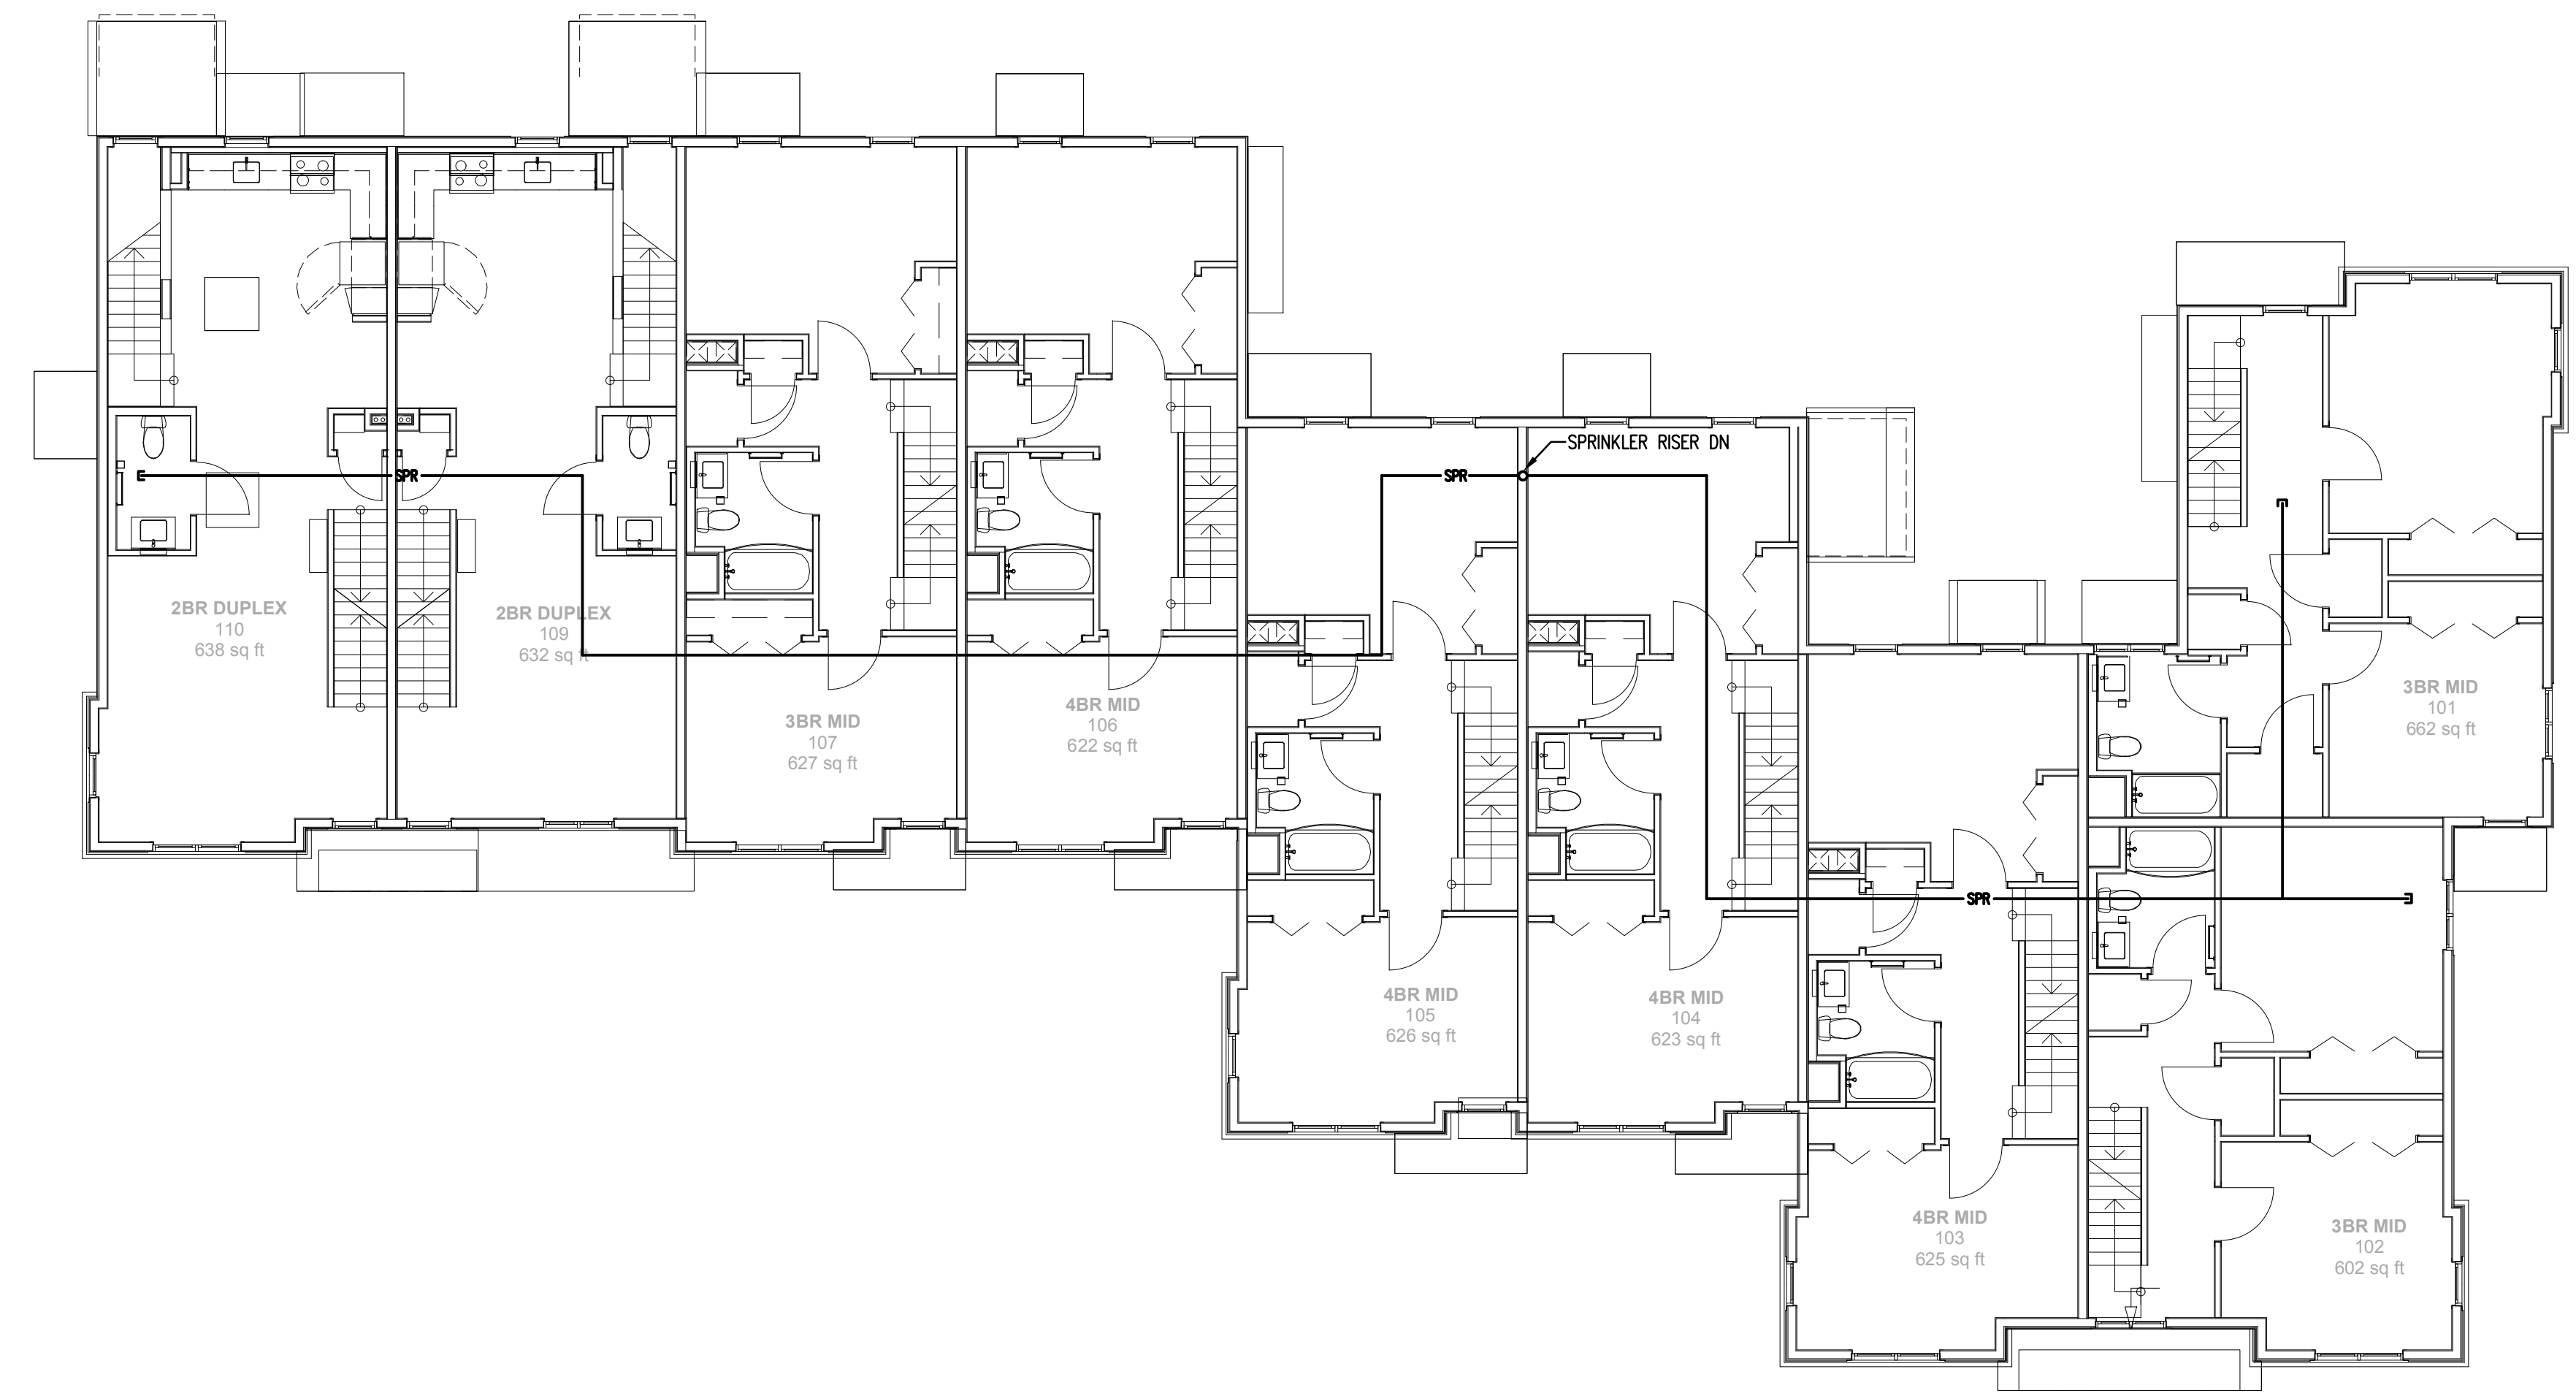 SPRINKLER RISER DN
SPR
SPR
2BR DUPLEX
110
638 sq ft
2BR DUPLEX
109
632 sq ft
3BR MID
107
627 sq ft
4BR MID
106
622 sq ft
3BR MID
101
662 sq ft
SPR
4BR MID
105
626 sq ft
4BR MID
104
623 sq ft
4BR MID
103
625 sq ft
3BR MID
102
602 sq ft